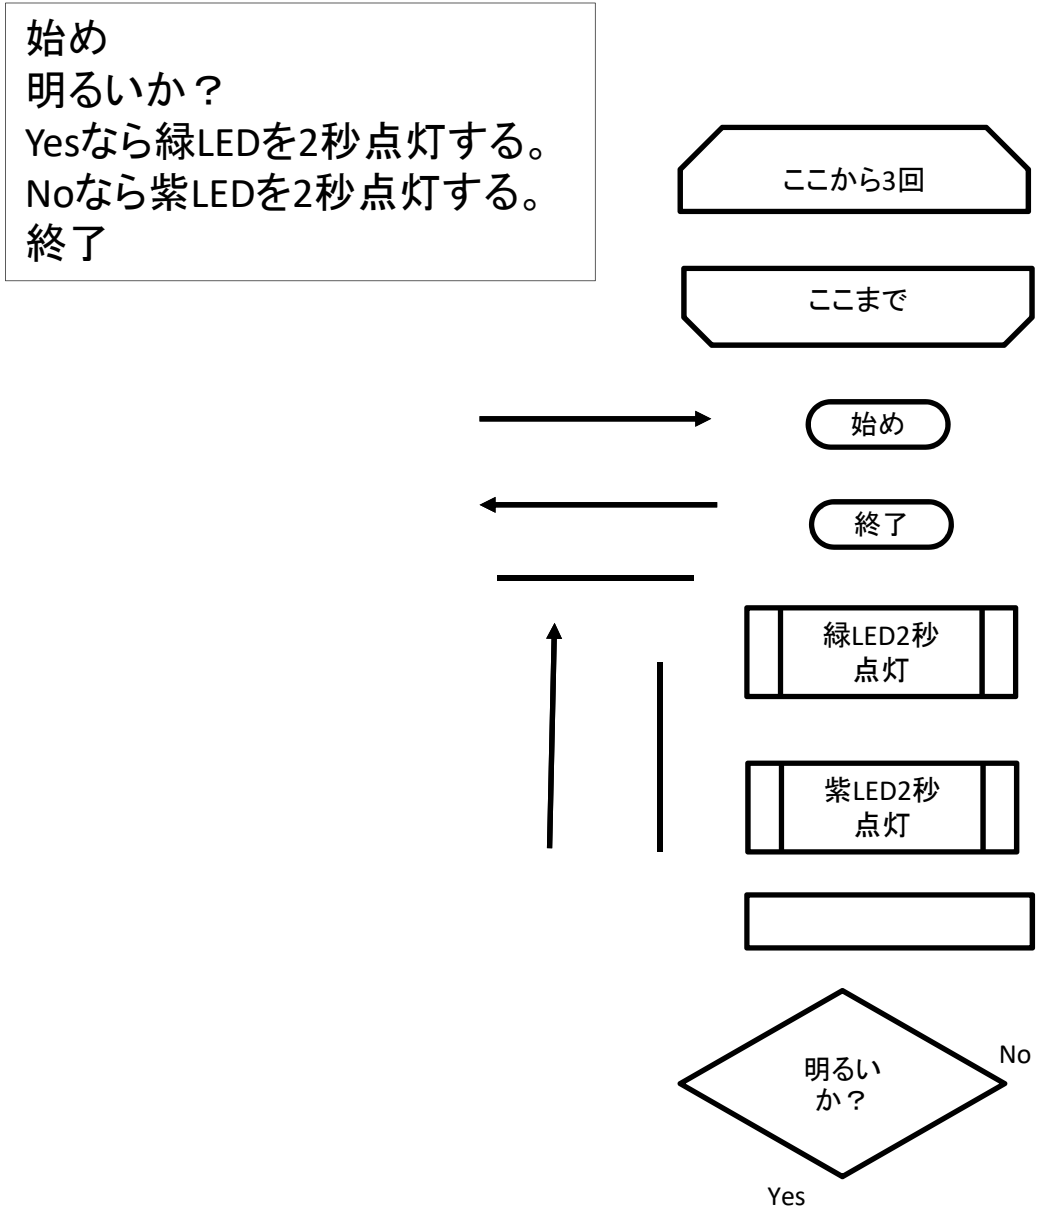 始め
明るいか？
Yesなら緑LEDを2秒点灯する。
Noなら紫LEDを2秒点灯する。
終了
ここから3回
ここまで
始め
終了
緑LED2秒
点灯
紫LED2秒
点灯
明るい
か？
No
Yes